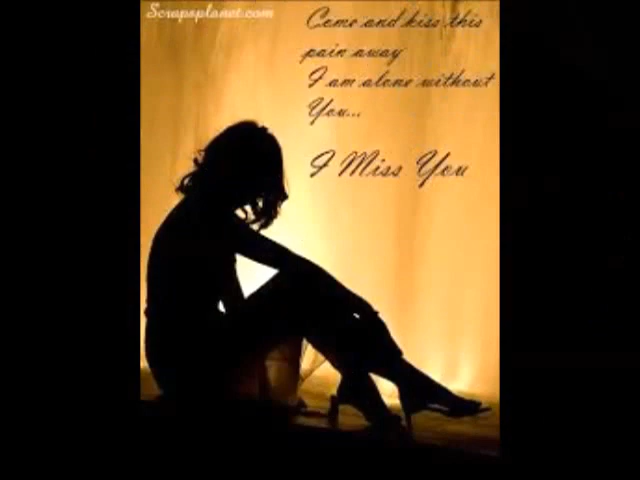 Scrapsplanet.com
Come and kiss this
pain away
I am alone without
You...
I Miss You